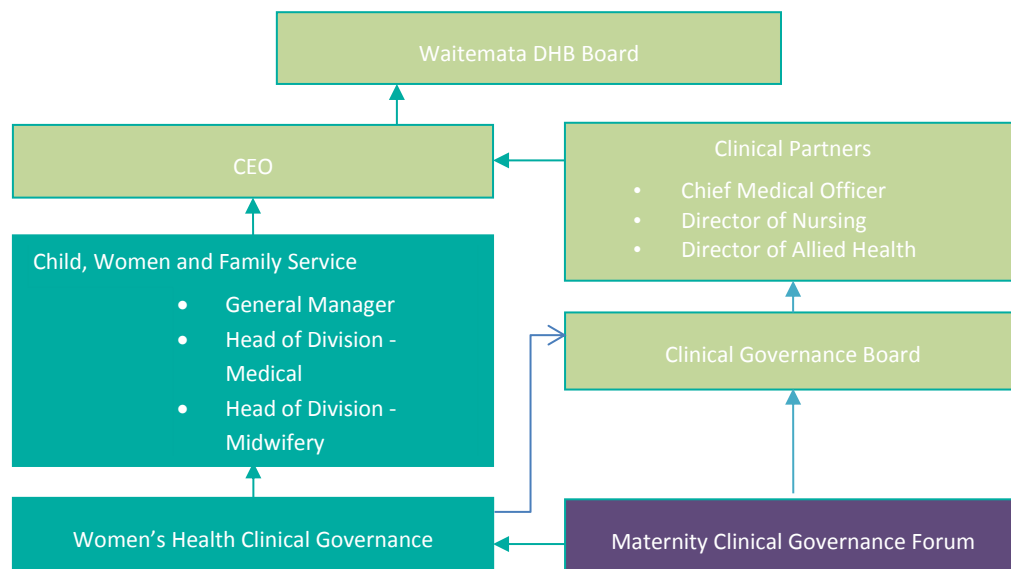 Waitemata DHB Board
CEO
Clinical Partners
• Chief Medical Officer
• Director of Nursing
• Director of Allied Health
Child, Women and Family Service
• General Manager
• Head of Division -
Medical
• Head of Division -
Midwifery
Clinical Governance Board
Women’s Health Clinical Governance
Maternity Clinical Governance Forum